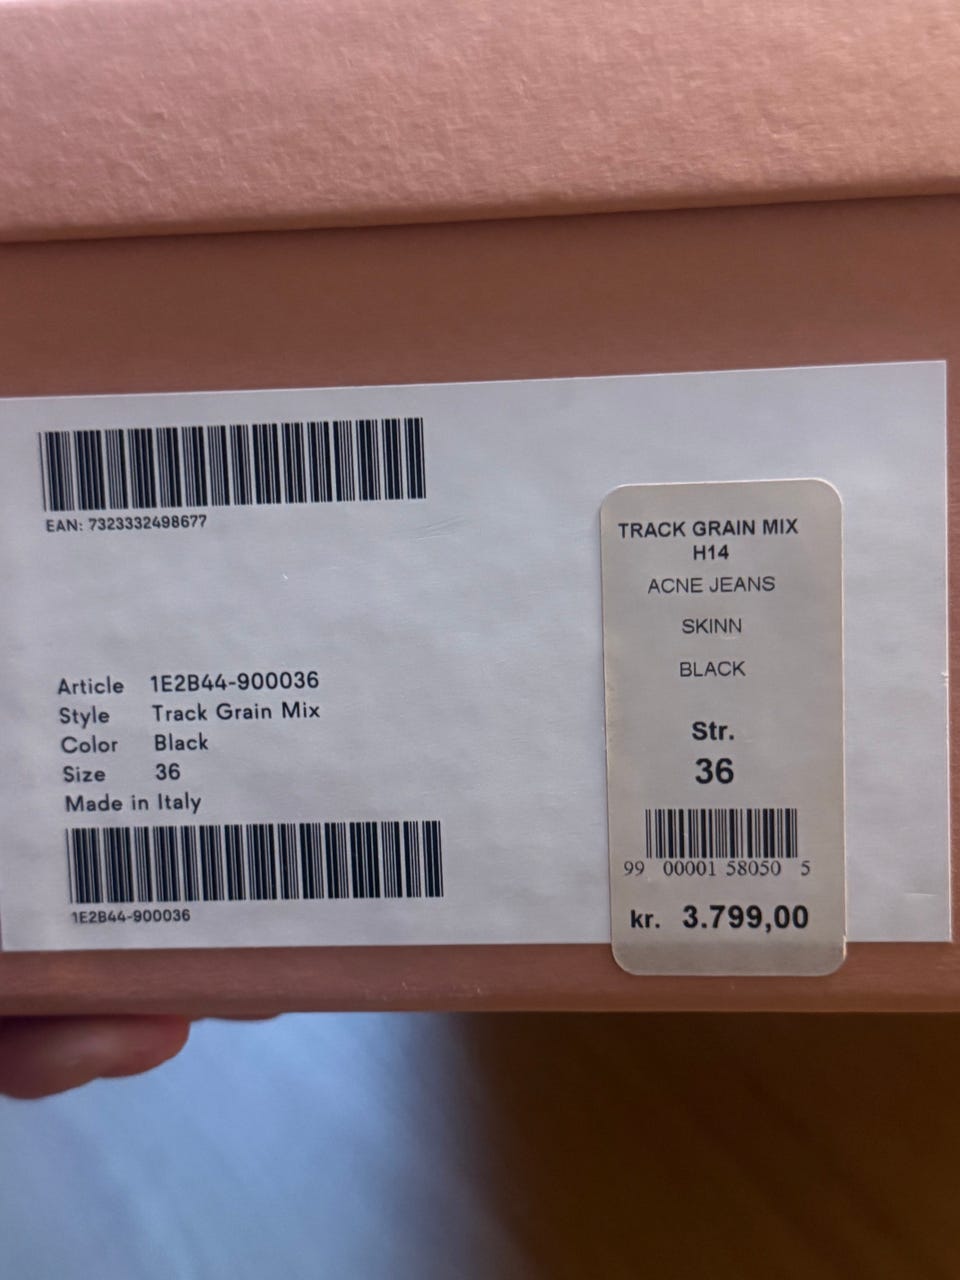 EAN: 7323332498677
Article 1E2B44-900036
Style Track Grain Mix
Color Black
Size 36
Made in Italy
1E2B44-900036
TRACK GRAIN MIX
H14
ACNE JEANS
SKINN
BLACK
Str.
36
99 00001 58050 5
kr. 3.799,00